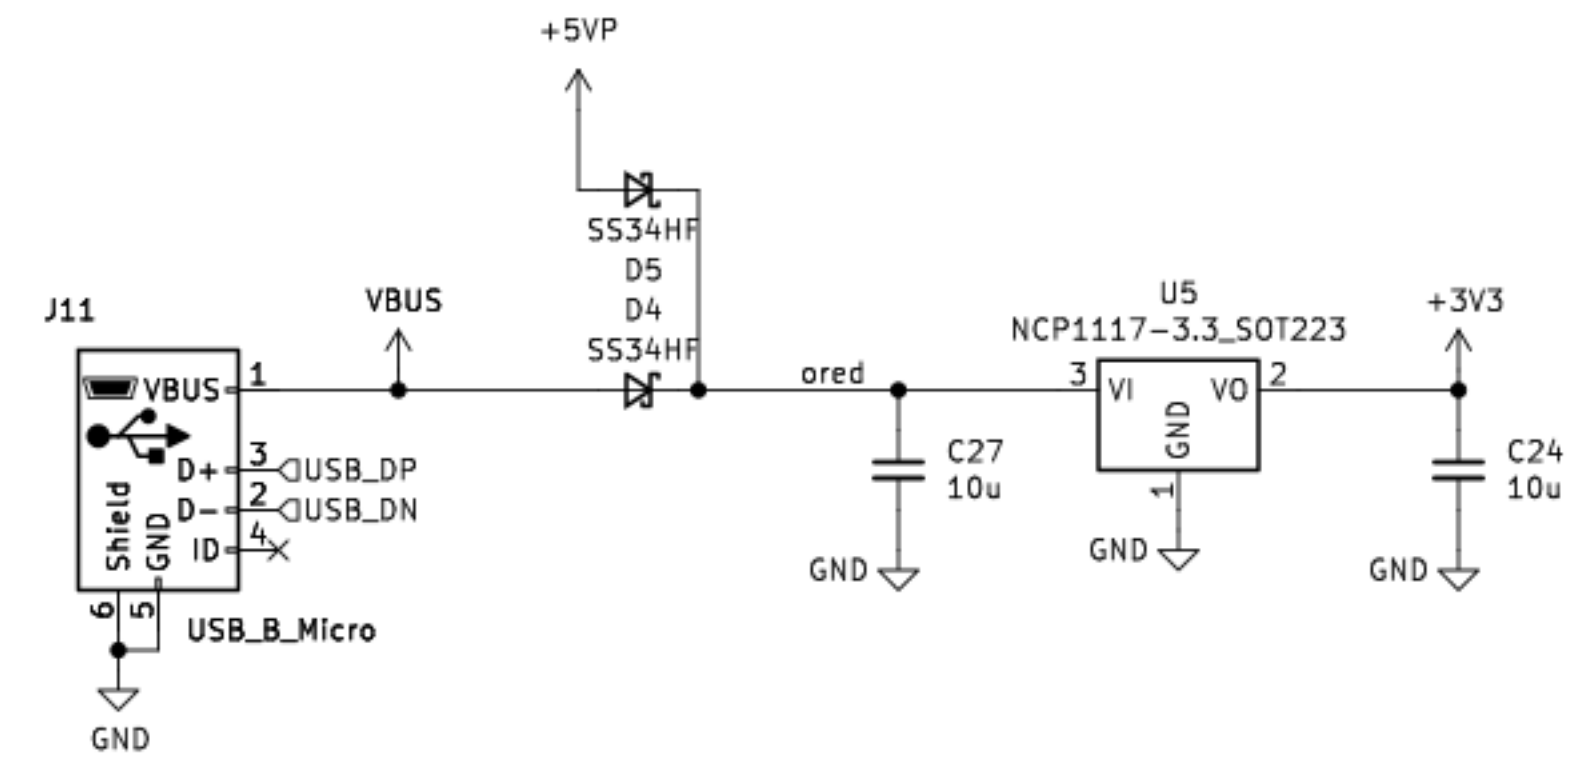 +5VP
SS34HF
D5
D4
SS34HF
J11
VBUS
VBUS
1
D+
3
USB_DP
D-
2
USB_DN
ID
4
Shield
GND
6
5
USB_B_Micro
GND
ored
C27
10u
GND
U5
NCP1117-3.3_SOT223
3
VI
VO
2
GND
1
GND
+3V3
C24
10u
GND